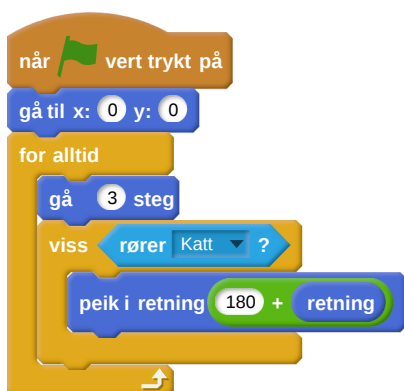 når vert trykt på
gå til x: 0 y: 0
for alltid
gå 3 steg
viss rører Katt ?
peik i retning 180 + retning